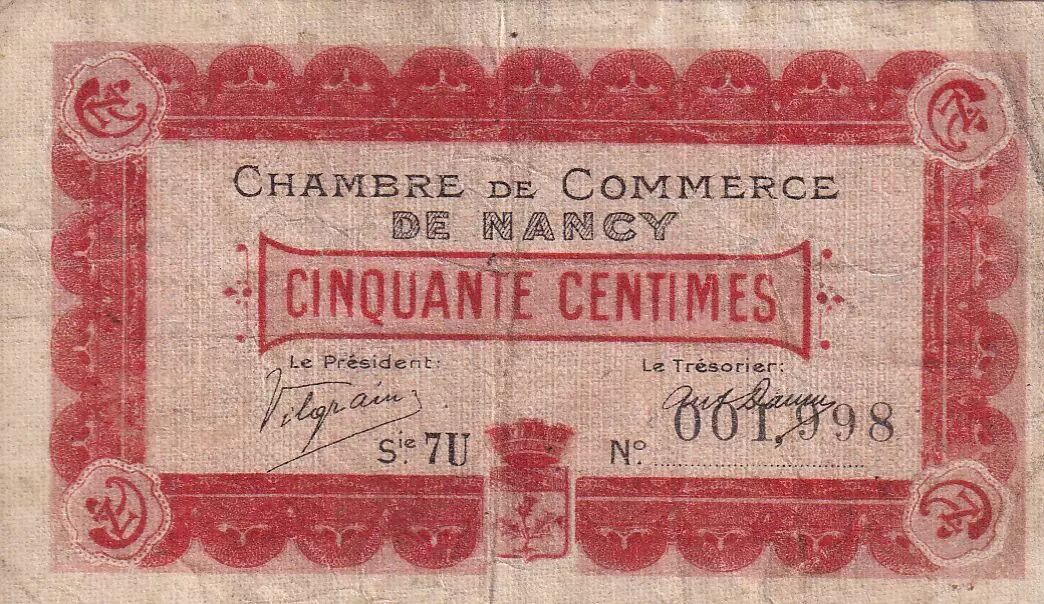 CHAMBRE DE COMMERCE
DE NANCY
CINQUANTE CENTIMES
Le Président: Le Trésorier:
Vilgrain
Sie. 7U No. 001,998